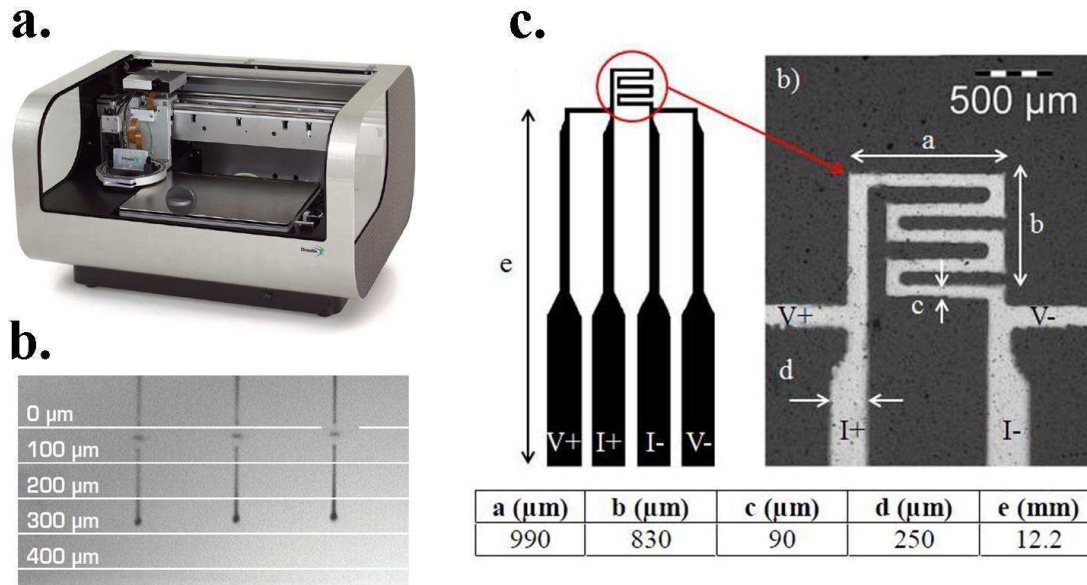 a.
Dimatix
b.
0 µm
100 µm
200 µm
300 µm
400 µm
c.
e
V+ I+ I- V-
b)
500 µm
a
b
c
V+ V-
d
I+ I-
a (µm) b (µm) c (µm) d (µm) e (mm)
990 830 90 250 12.2